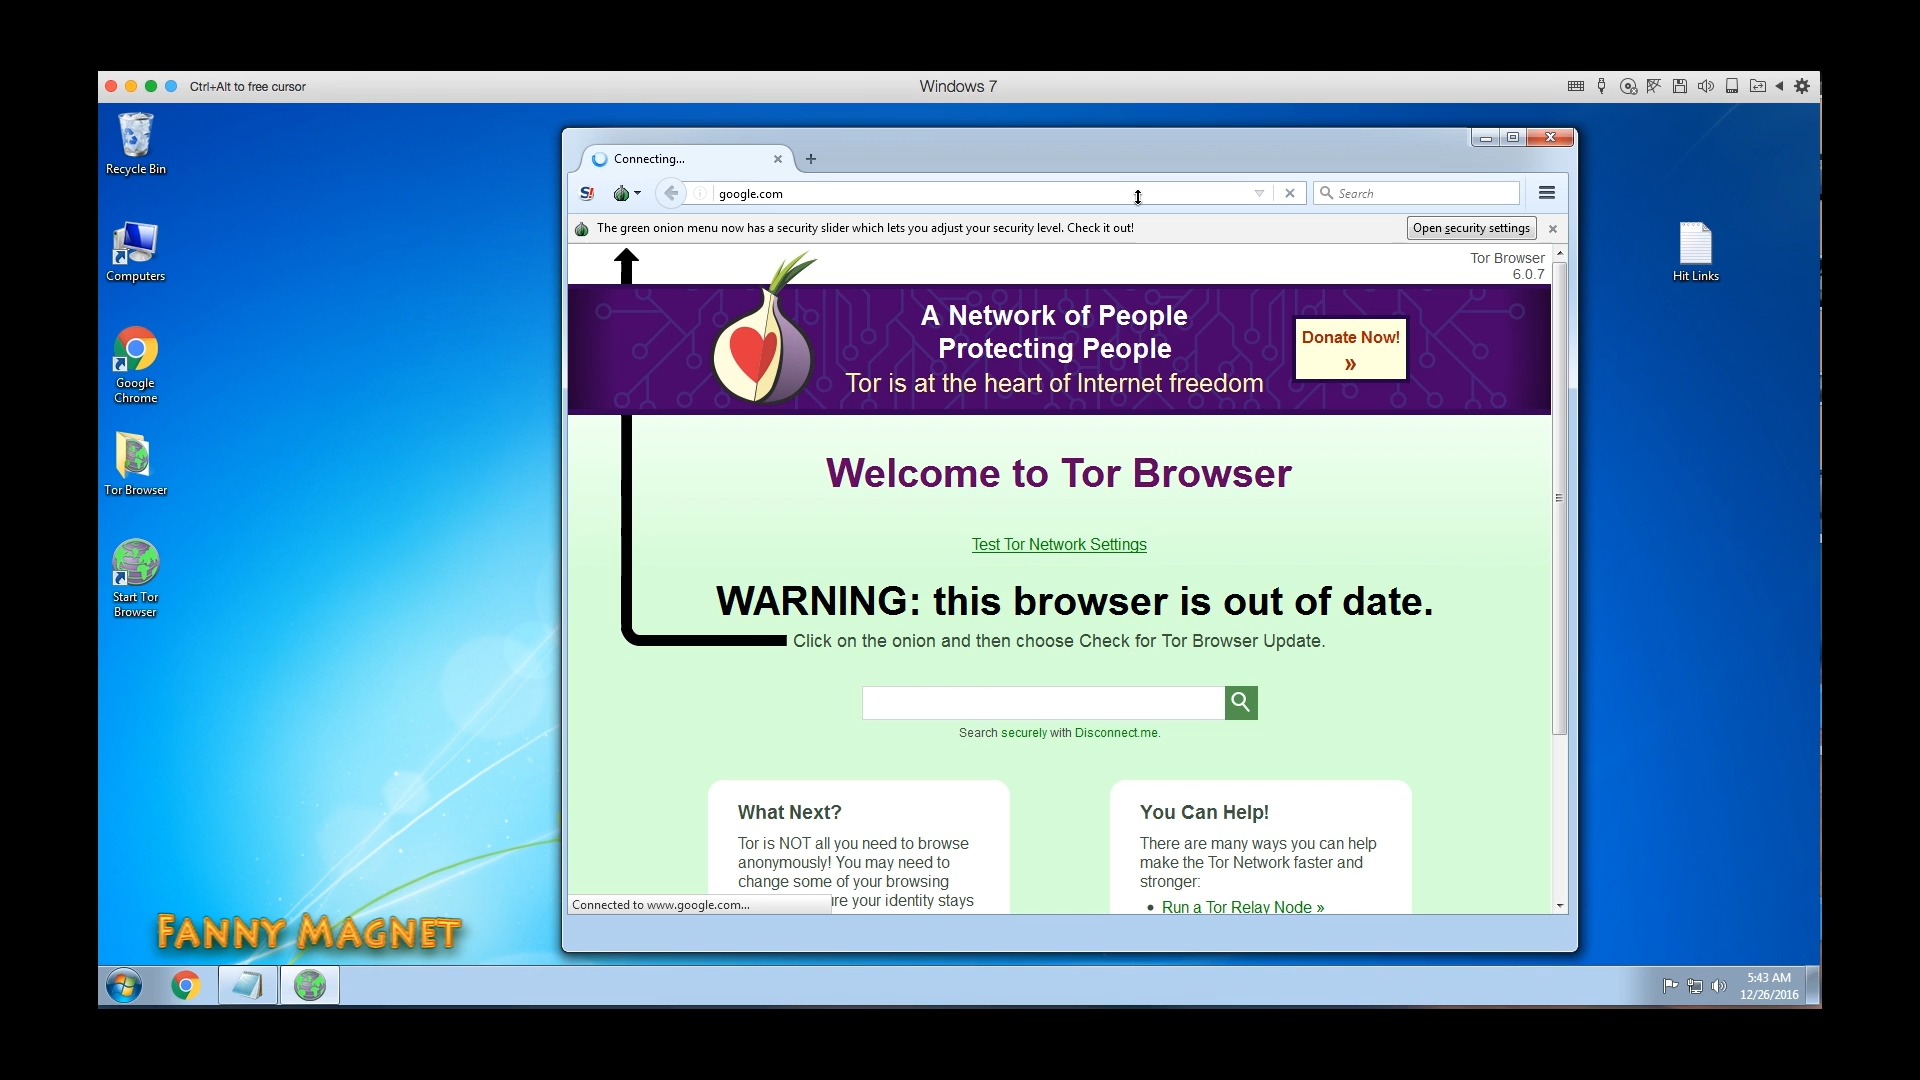 Ctrl+Alt to free cursor
Windows 7
Recycle Bin
Computers
Google
Chrome
Tor Browser
Start Tor
Browser
Hit Links
Connecting...
S!
google.com
Search
The green onion menu now has a security slider which lets you adjust your security level. Check it out!
Open security settings
Tor Browser
6.0.7
A Network of People
Protecting People
Tor is at the heart of Internet freedom
Donate Now!
»
Welcome to Tor Browser
Test Tor Network Settings
WARNING: this browser is out of date.
Click on the onion and then choose Check for Tor Browser Update.
Search securely with Disconnect.me.
What Next?
Tor is NOT all you need to browse
anonymously! You may need to
change some of your browsing
ure your identity stays
You Can Help!
There are many ways you can help
make the Tor Network faster and
stronger:
• Run a Tor Relay Node »
Connected to www.google.com...
FANNY MAGNET
5:43 AM
12/26/2016